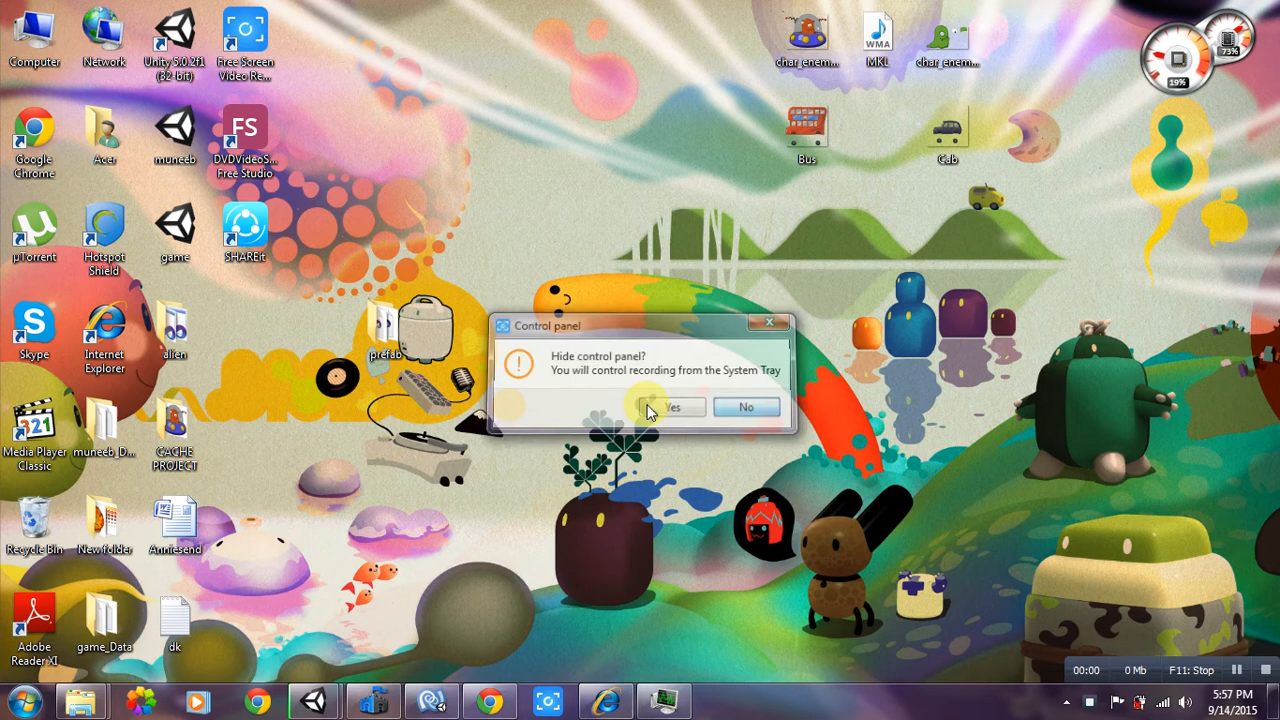 Computer
Network
Unity 5.0.2f1
(32-bit)
Free Screen
Video Re...
char_enem...
WMA
MKL
char_enem...
73%
19%
Google
Chrome
Acer
muneeb
FS
DVDVideoS...
Free Studio
Bus
Cab
µTorrent
Hotspot
Shield
game
SHAREit
Skype
Internet
Explorer
alien
prefab
Control panel
Hide control panel?
You will control recording from the System Tray
Yes
No
321
Media Player
Classic
muneeb_D...
CACHE
PROJECT
Recycle Bin
New folder
Anniesend
Adobe
Reader XI
game_Data
dk
00:00
0 Mb
F11: Stop
5:57 PM
9/14/2015